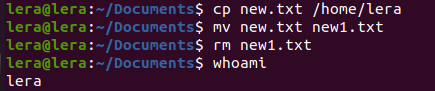 lera@lera:~/Documents$ cp new.txt /home/lera
lera@lera:~/Documents$ mv new.txt new1.txt
lera@lera:~/Documents$ rm new1.txt
lera@lera:~/Documents$ whoami
lera